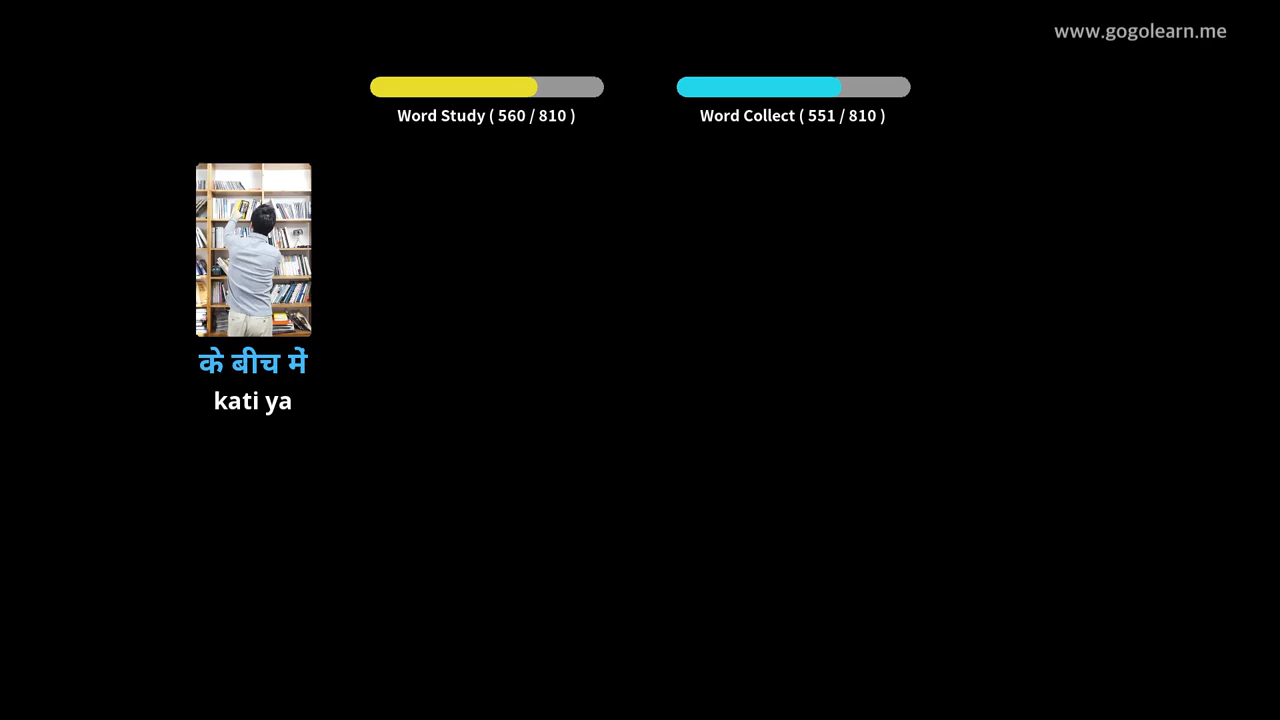 www.gogolearn.me
Word Study ( 560 / 810 )
Word Collect ( 551 / 810 )
के बीच में
kati ya